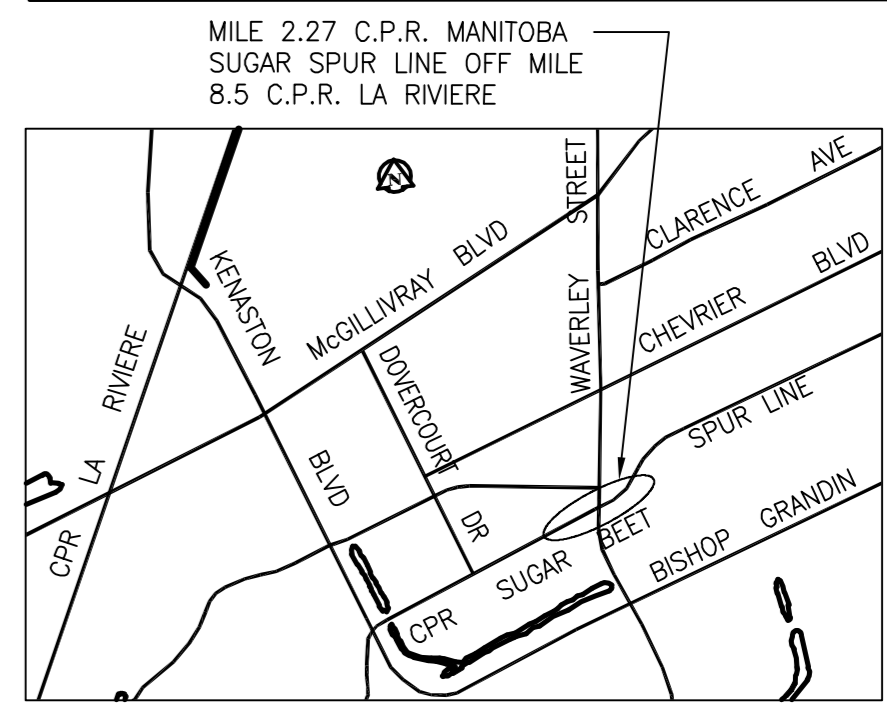 MILE 2.27 C.P.R. MANITOBA
SUGAR SPUR LINE OFF MILE
8.5 C.P.R. LA RIVIERE
N
STREET
WAVERLEY
CLARENCE AVE
KENASTON
BLVD
McGILLIVRAY BLVD
CHEVRIER BLVD
CPR LA RIVIERE
DOVERCOURT
DR
SPUR LINE
CPR SUGAR BEET
BISHOP GRANDIN